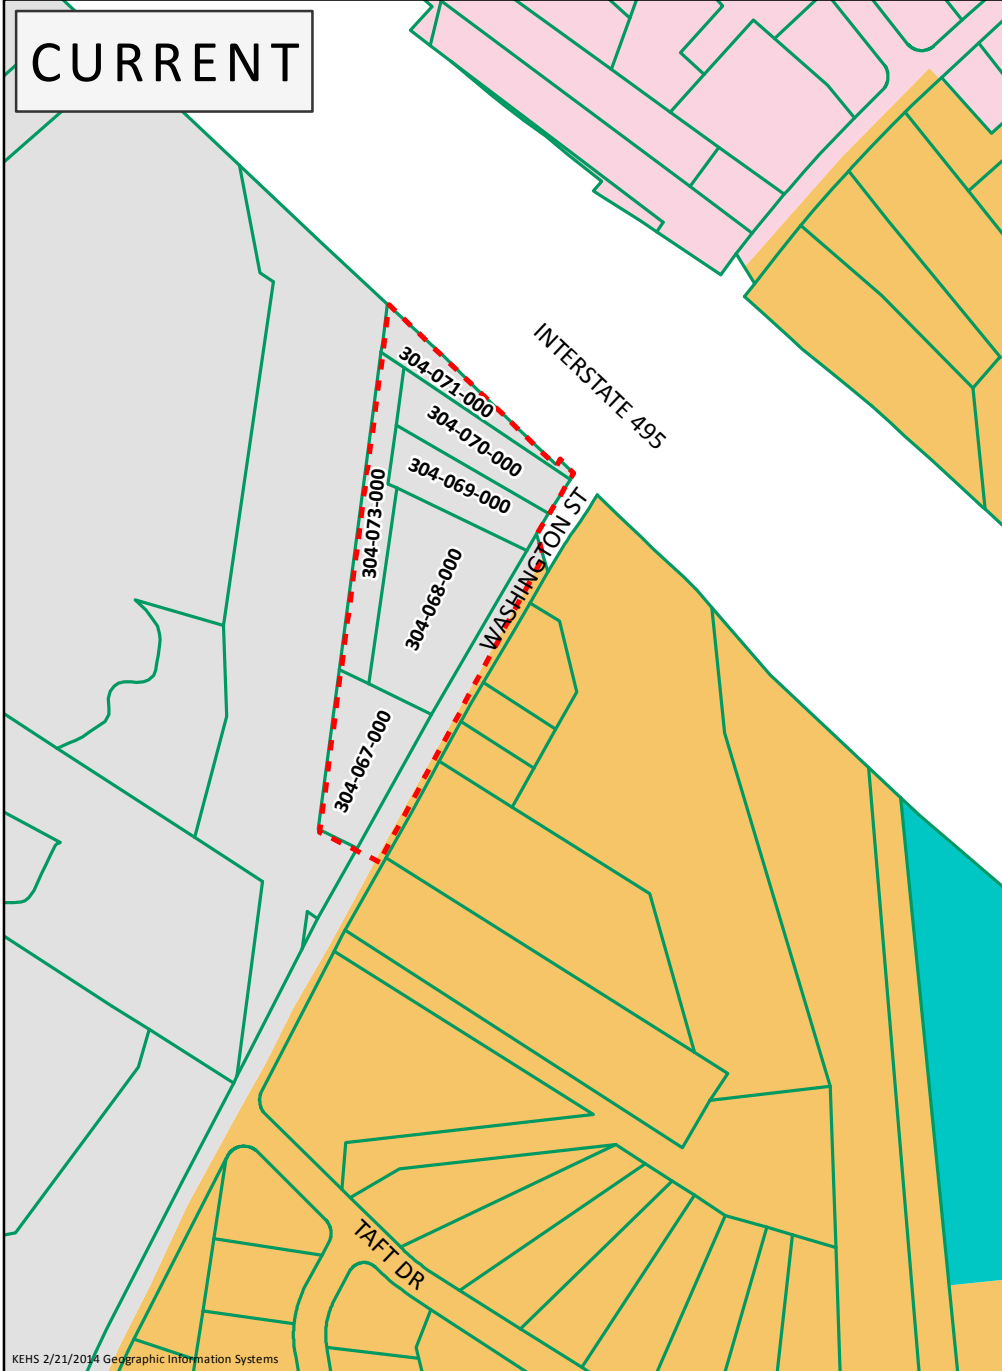 CURRENT
INTERSTATE 495
304-071-000
304-070-000
304-069-000
304-073-000
304-068-000
WASHINGTON ST
304-067-000
TAFT DR
KEHS 2/21/2014 Geographic Information Systems